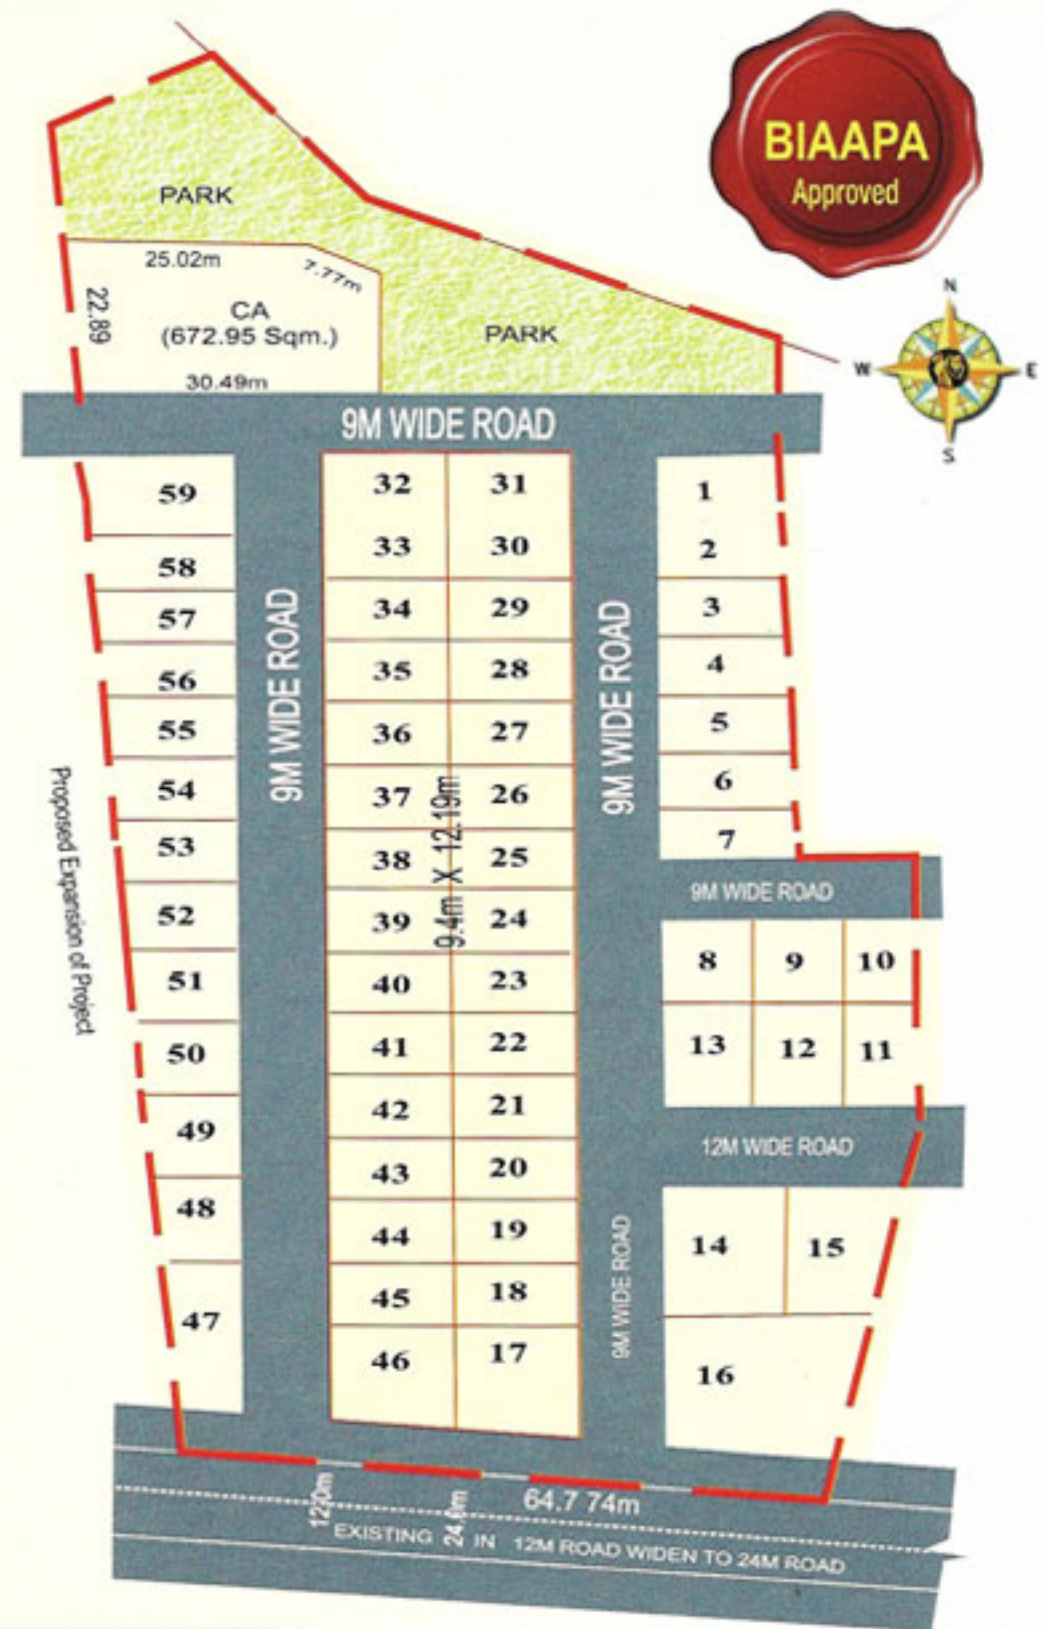 BIAAPA
Approved
N
W
E
S
PARK
25.02m
7.77m
22.89
CA
(672.95 Sqm.)
30.49m
PARK
9M WIDE ROAD
59
32
31
1
33
30
2
58
57
34
29
3
56
35
28
4
55
36
27
5
54
37
26
6
53
38
25
7
9M WIDE ROAD
9M WIDE ROAD
9.4m X 12.19m
Proposed Expansion of Project
9M WIDE ROAD
52
39
24
8
9
10
51
40
23
50
41
22
13
12
11
49
42
21
12M WIDE ROAD
48
43
20
44
19
14
15
9M WIDE ROAD
47
45
18
46
17
16
12.0m
24.0m
64.7 74m
EXISTING IN 12M ROAD WIDEN TO 24M ROAD